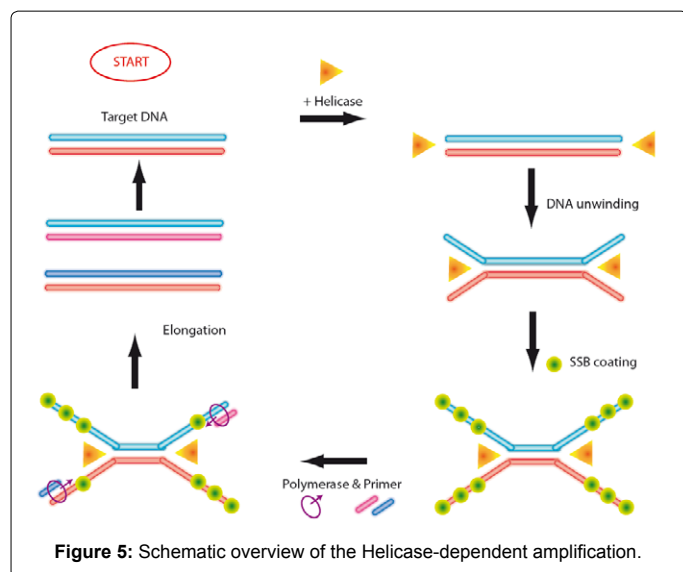 START
+ Helicase
Target DNA
DNA unwinding
Elongation
SSB coating
Polymerase & Primer
Figure 5: Schematic overview of the Helicase-dependent amplification.